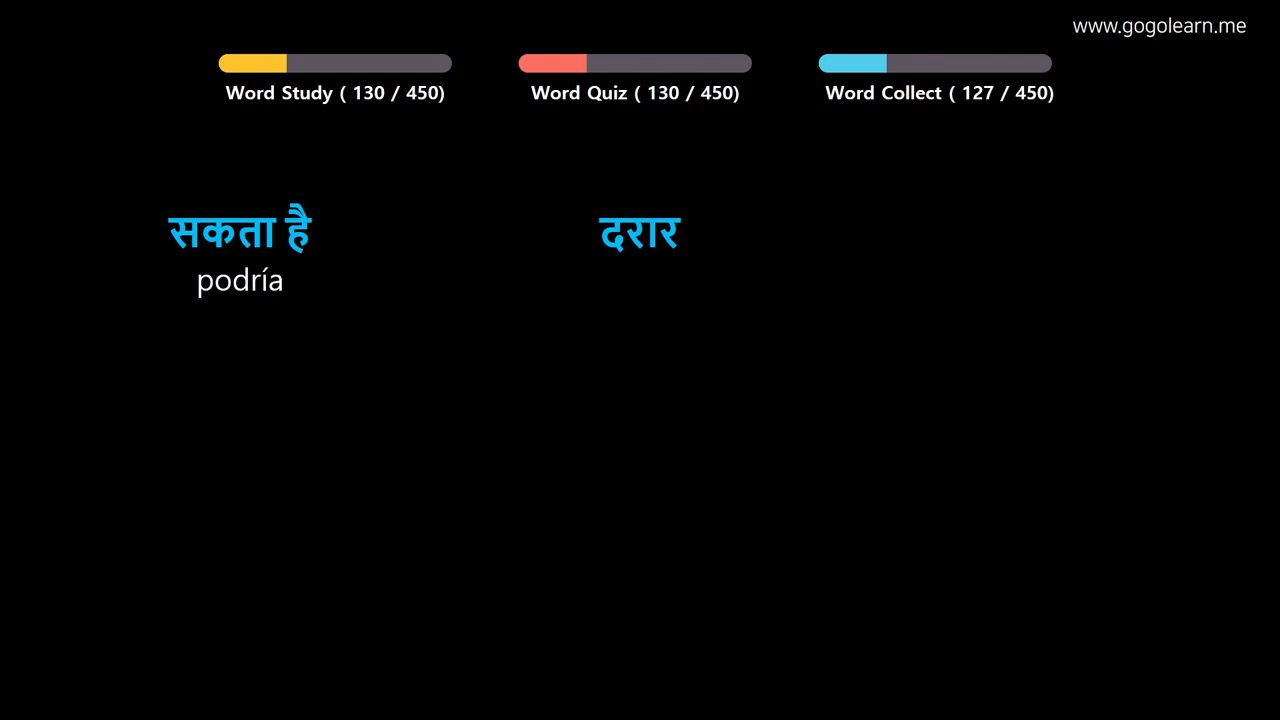 www.gogolearn.me
Word Study ( 130 / 450)
Word Quiz ( 130 / 450)
Word Collect ( 127 / 450)
सकता है
podría
दरार